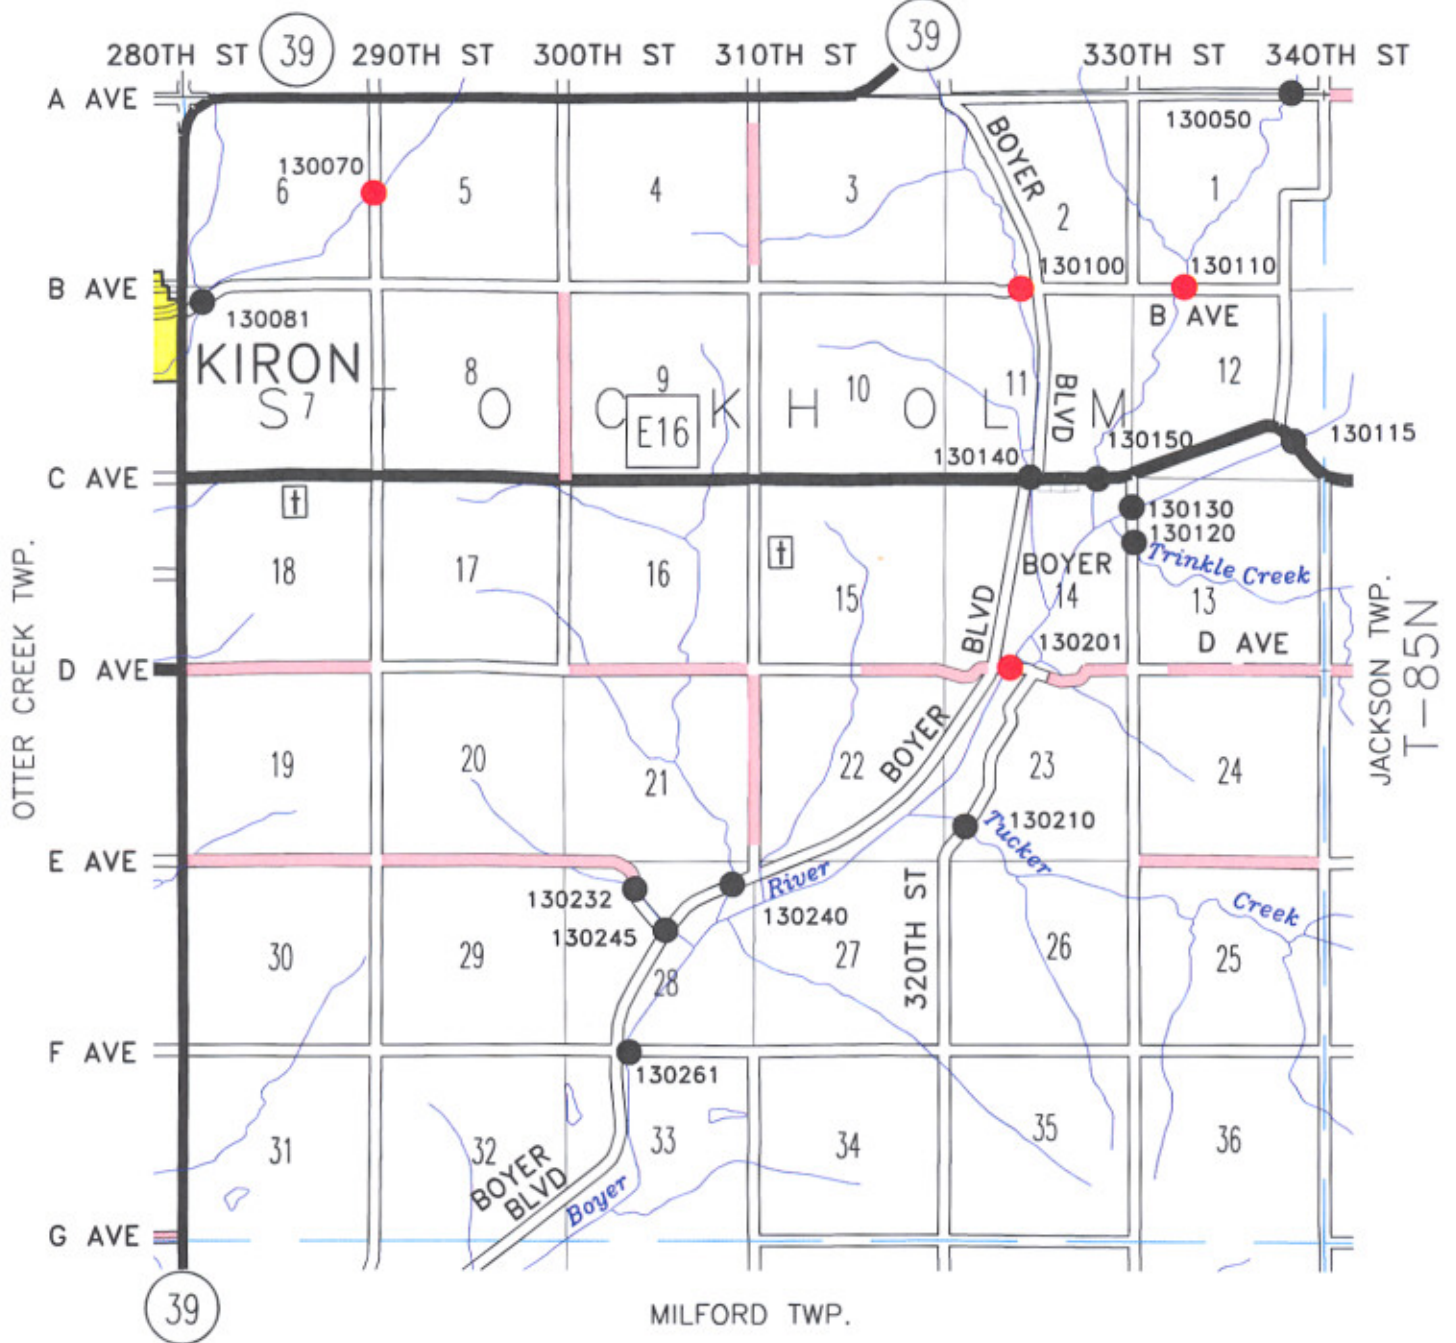 39
39
280TH ST
290TH ST
300TH ST
310TH ST
330TH ST
340TH ST
A AVE
130050
BOYER
130070
6
5
4
3
2
1
130100
130110
B AVE
B AVE
130081
KIRON
BLVD
8
9
10
11
12
STOCKHOLM
7
E16
130150
130115
130140
C AVE
130130
130120
BOYER
Trinkle Creek
18
17
16
15
14
13
BLVD
130201
D AVE
D AVE
OTTER CREEK TWP.
JACKSON TWP.
T-85N
BOYER
19
20
21
22
23
24
130210
Tucker
E AVE
River
130232
130240
Creek
130245
320TH ST
30
29
28
27
26
25
F AVE
130261
31
32
33
34
35
36
BOYER
BLVD
Boyer
G AVE
39
MILFORD TWP.